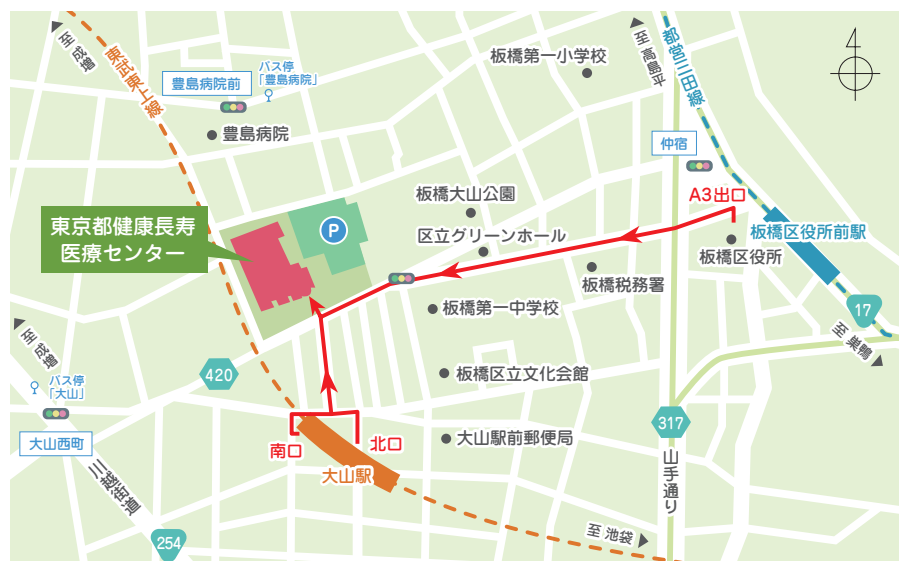 至 成増
東武東上線
豊島病院前
バス停
「豊島病院」
豊島病院
板橋第一小学校
至 高島平
都営三田線
仲宿
A3出口
板橋区役所前駅
板橋区役所
東京都健康長寿
医療センター
P
板橋大山公園
区立グリーンホール
板橋税務署
板橋第一中学校
17
至 巣鴨
至 成増
バス停
「大山」
大山西町
420
板橋区立文化会館
317
山手通り
南口
北口
大山駅
大山駅前郵便局
川越街道
254
至 池袋